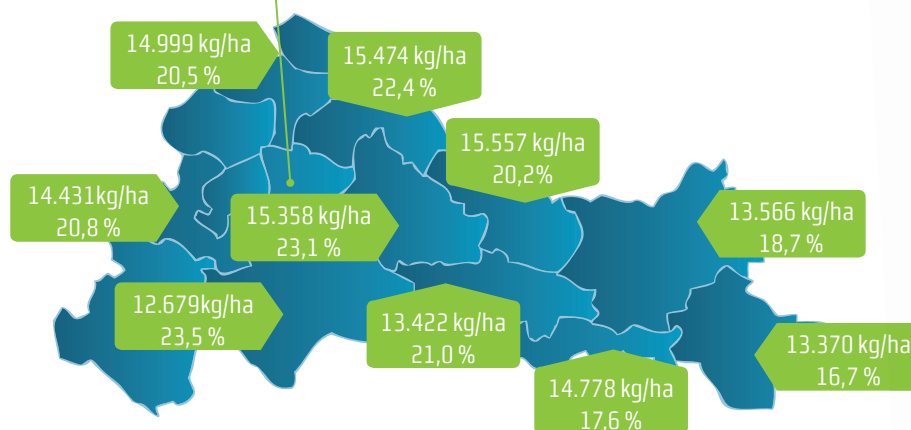 14.999 kg/ha
20,5 %
15.474 kg/ha
22,4 %
15.557 kg/ha
20,2%
14.431kg/ha
20,8 %
15.358 kg/ha
23,1 %
13.566 kg/ha
18,7 %
12.679kg/ha
23,5 %
13.422 kg/ha
21,0 %
13.370 kg/ha
16,7 %
14.778 kg/ha
17,6 %